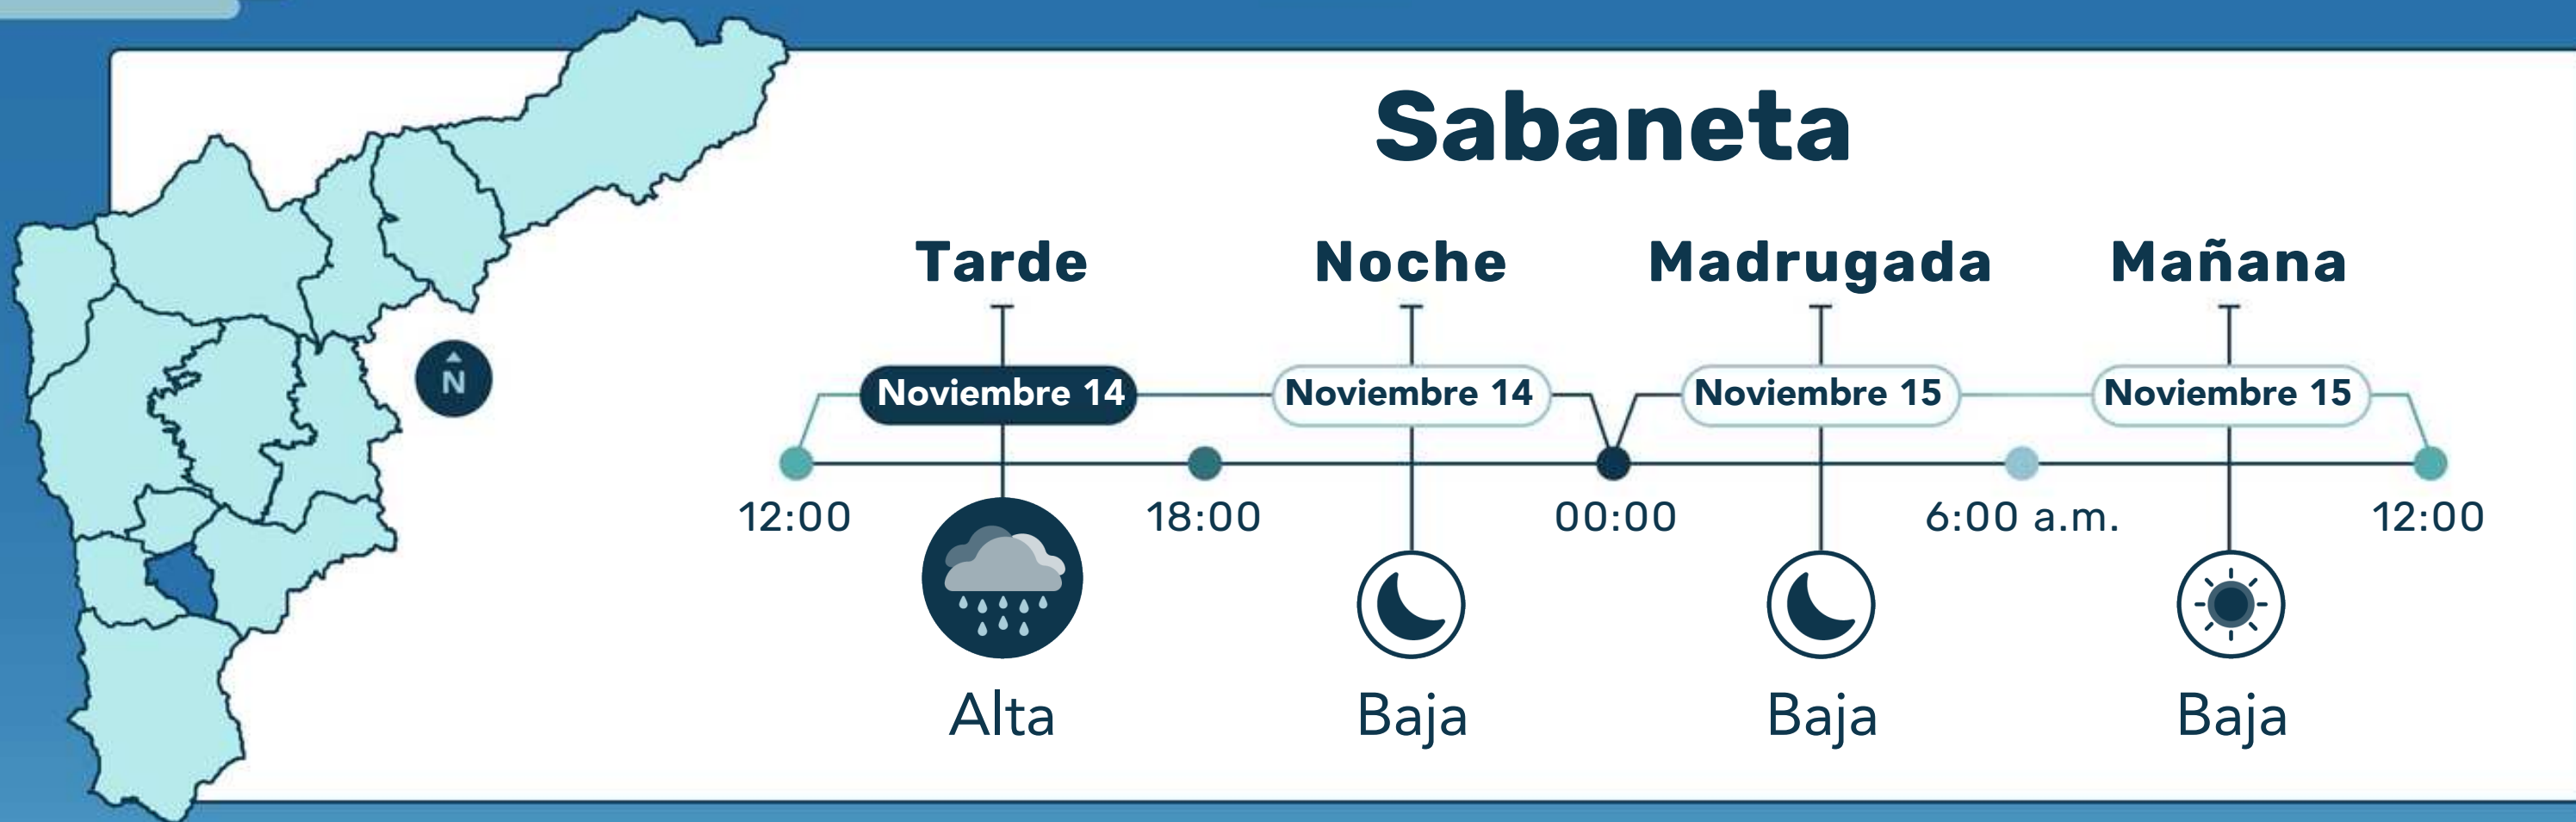 Sabaneta
Tarde
Noche
Madrugada
Mañana
N
Noviembre 14
Noviembre 14
Noviembre 15
Noviembre 15
12:00
18:00
00:00
6:00 a.m.
12:00
Alta
Baja
Baja
Baja